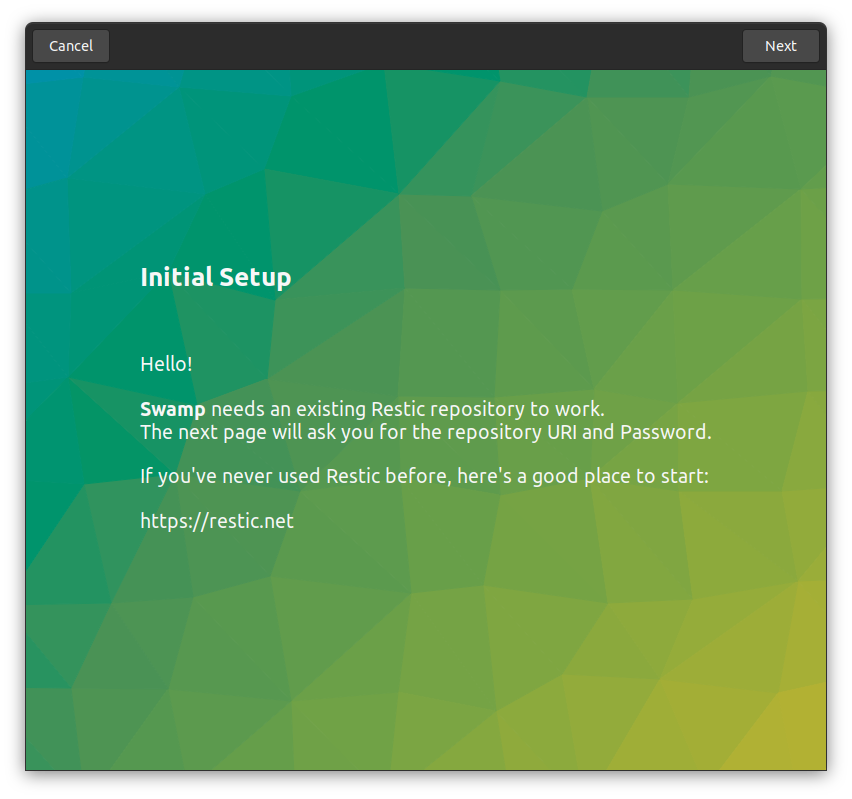 Cancel
Next
Initial Setup
Hello!
Swamp needs an existing Restic repository to work.
The next page will ask you for the repository URI and Password.
If you've never used Restic before, here's a good place to start:
https://restic.net